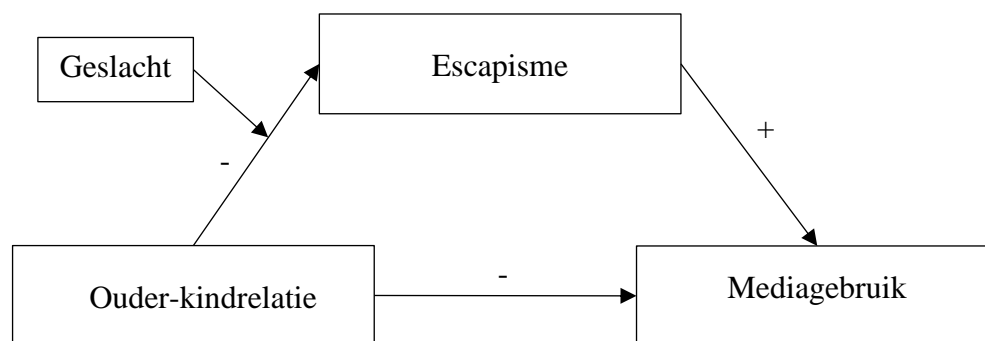 Geslacht
Escapisme
-
+
Ouder-kindrelatie
-
Mediagebruik